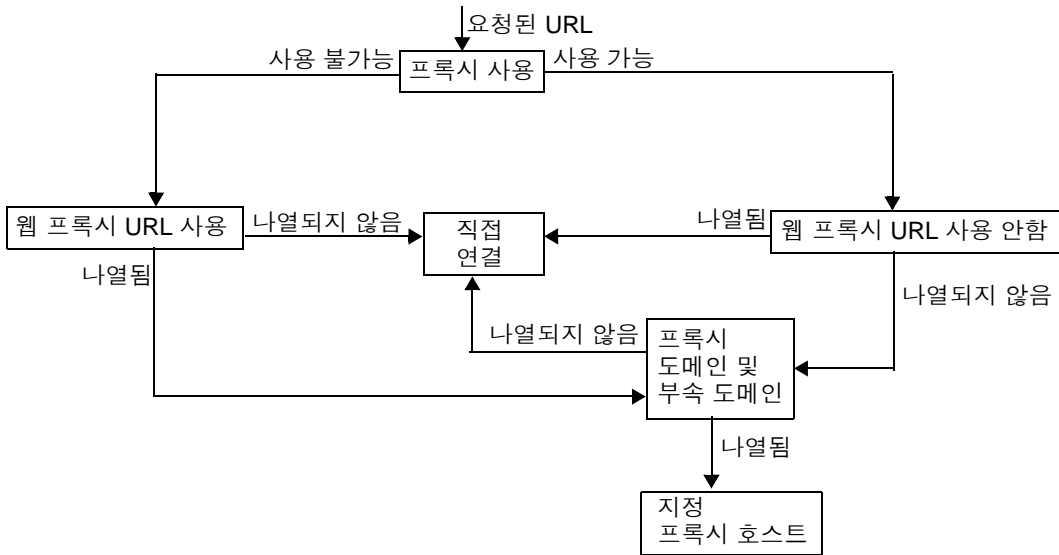 요청된 URL
사용 불가능
프록시 사용
사용 가능
웹 프록시 URL 사용
나열되지 않음
직접
연결
나열됨
웹 프록시 URL 사용 안함
나열됨
나열되지 않음
나열되지 않음
프록시
도메인 및
부속 도메인
나열됨
지정
프록시 호스트